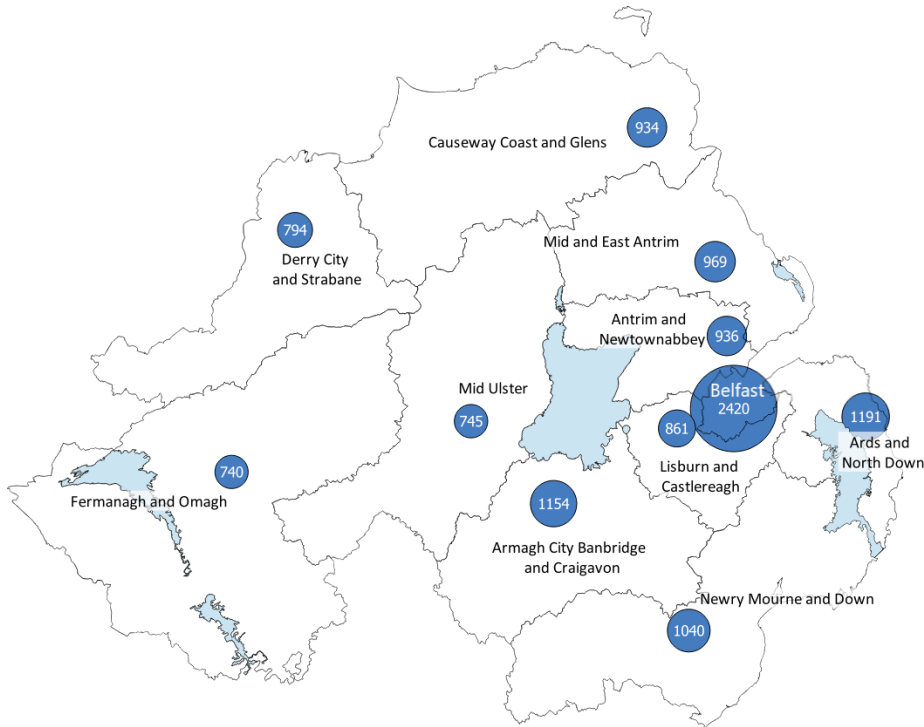 934
Causeway Coast and Glens
794
Derry City
and Strabane
Mid and East Antrim
969
Antrim and
Newtownabbey
936
Belfast
2420
Mid Ulster
745
861
Lisburn and
Castlereagh
1191
Ards and
North Down
740
Fermanagh and Omagh
1154
Armagh City Banbridge
and Craigavon
Newry Mourne and Down
1040